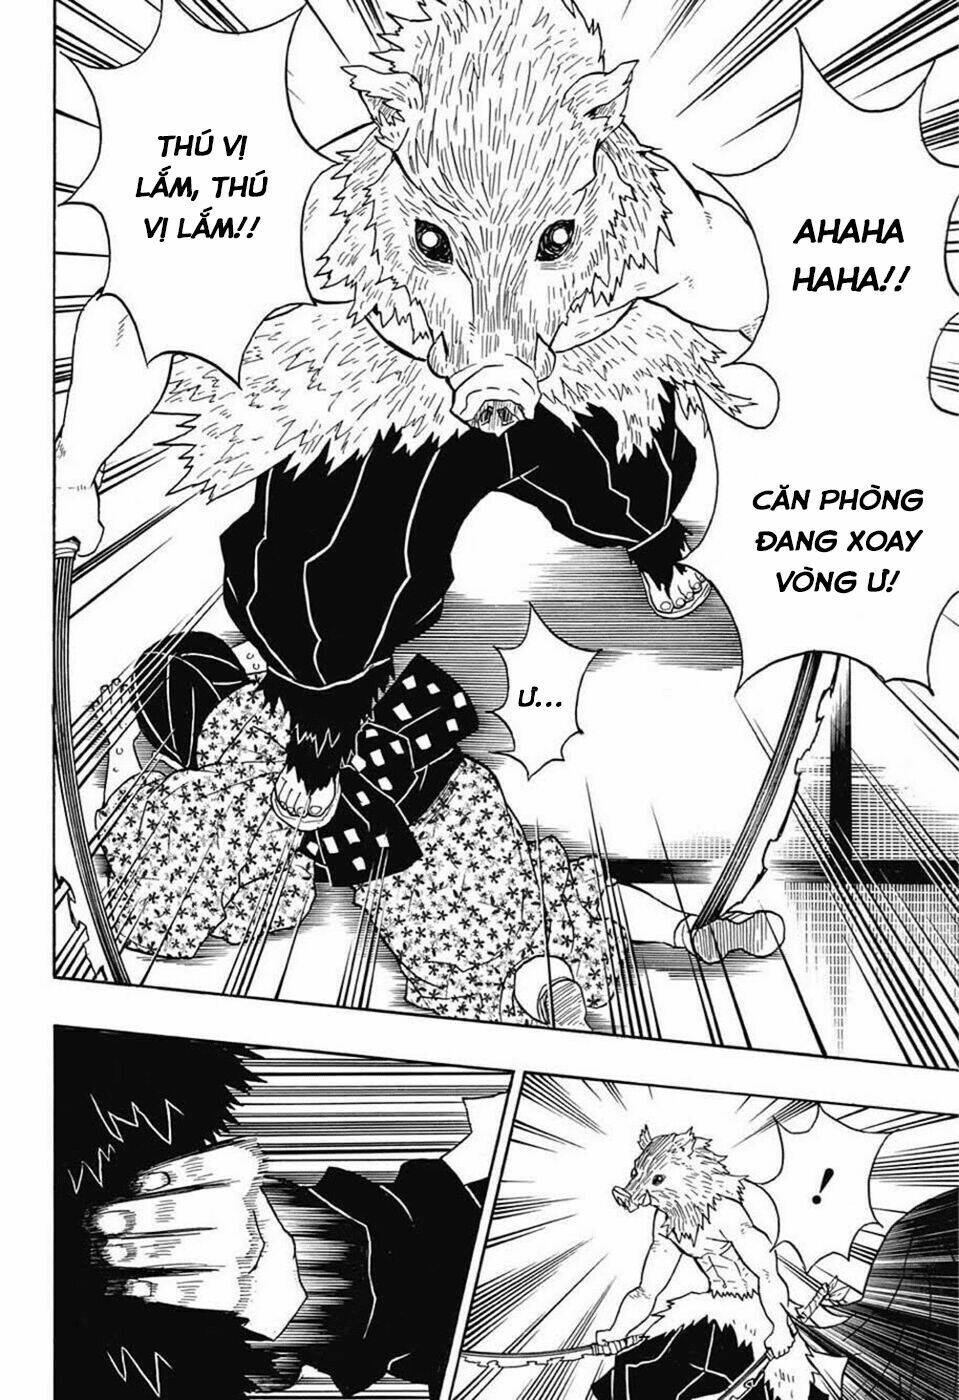 AHAHA
HAHA!!
THÚ VỊ
LẮM, THÚ
VỊ LẮM!!
CĂN PHÒNG
ĐANG XOAY
VÒNG Ư!
Ư...
!